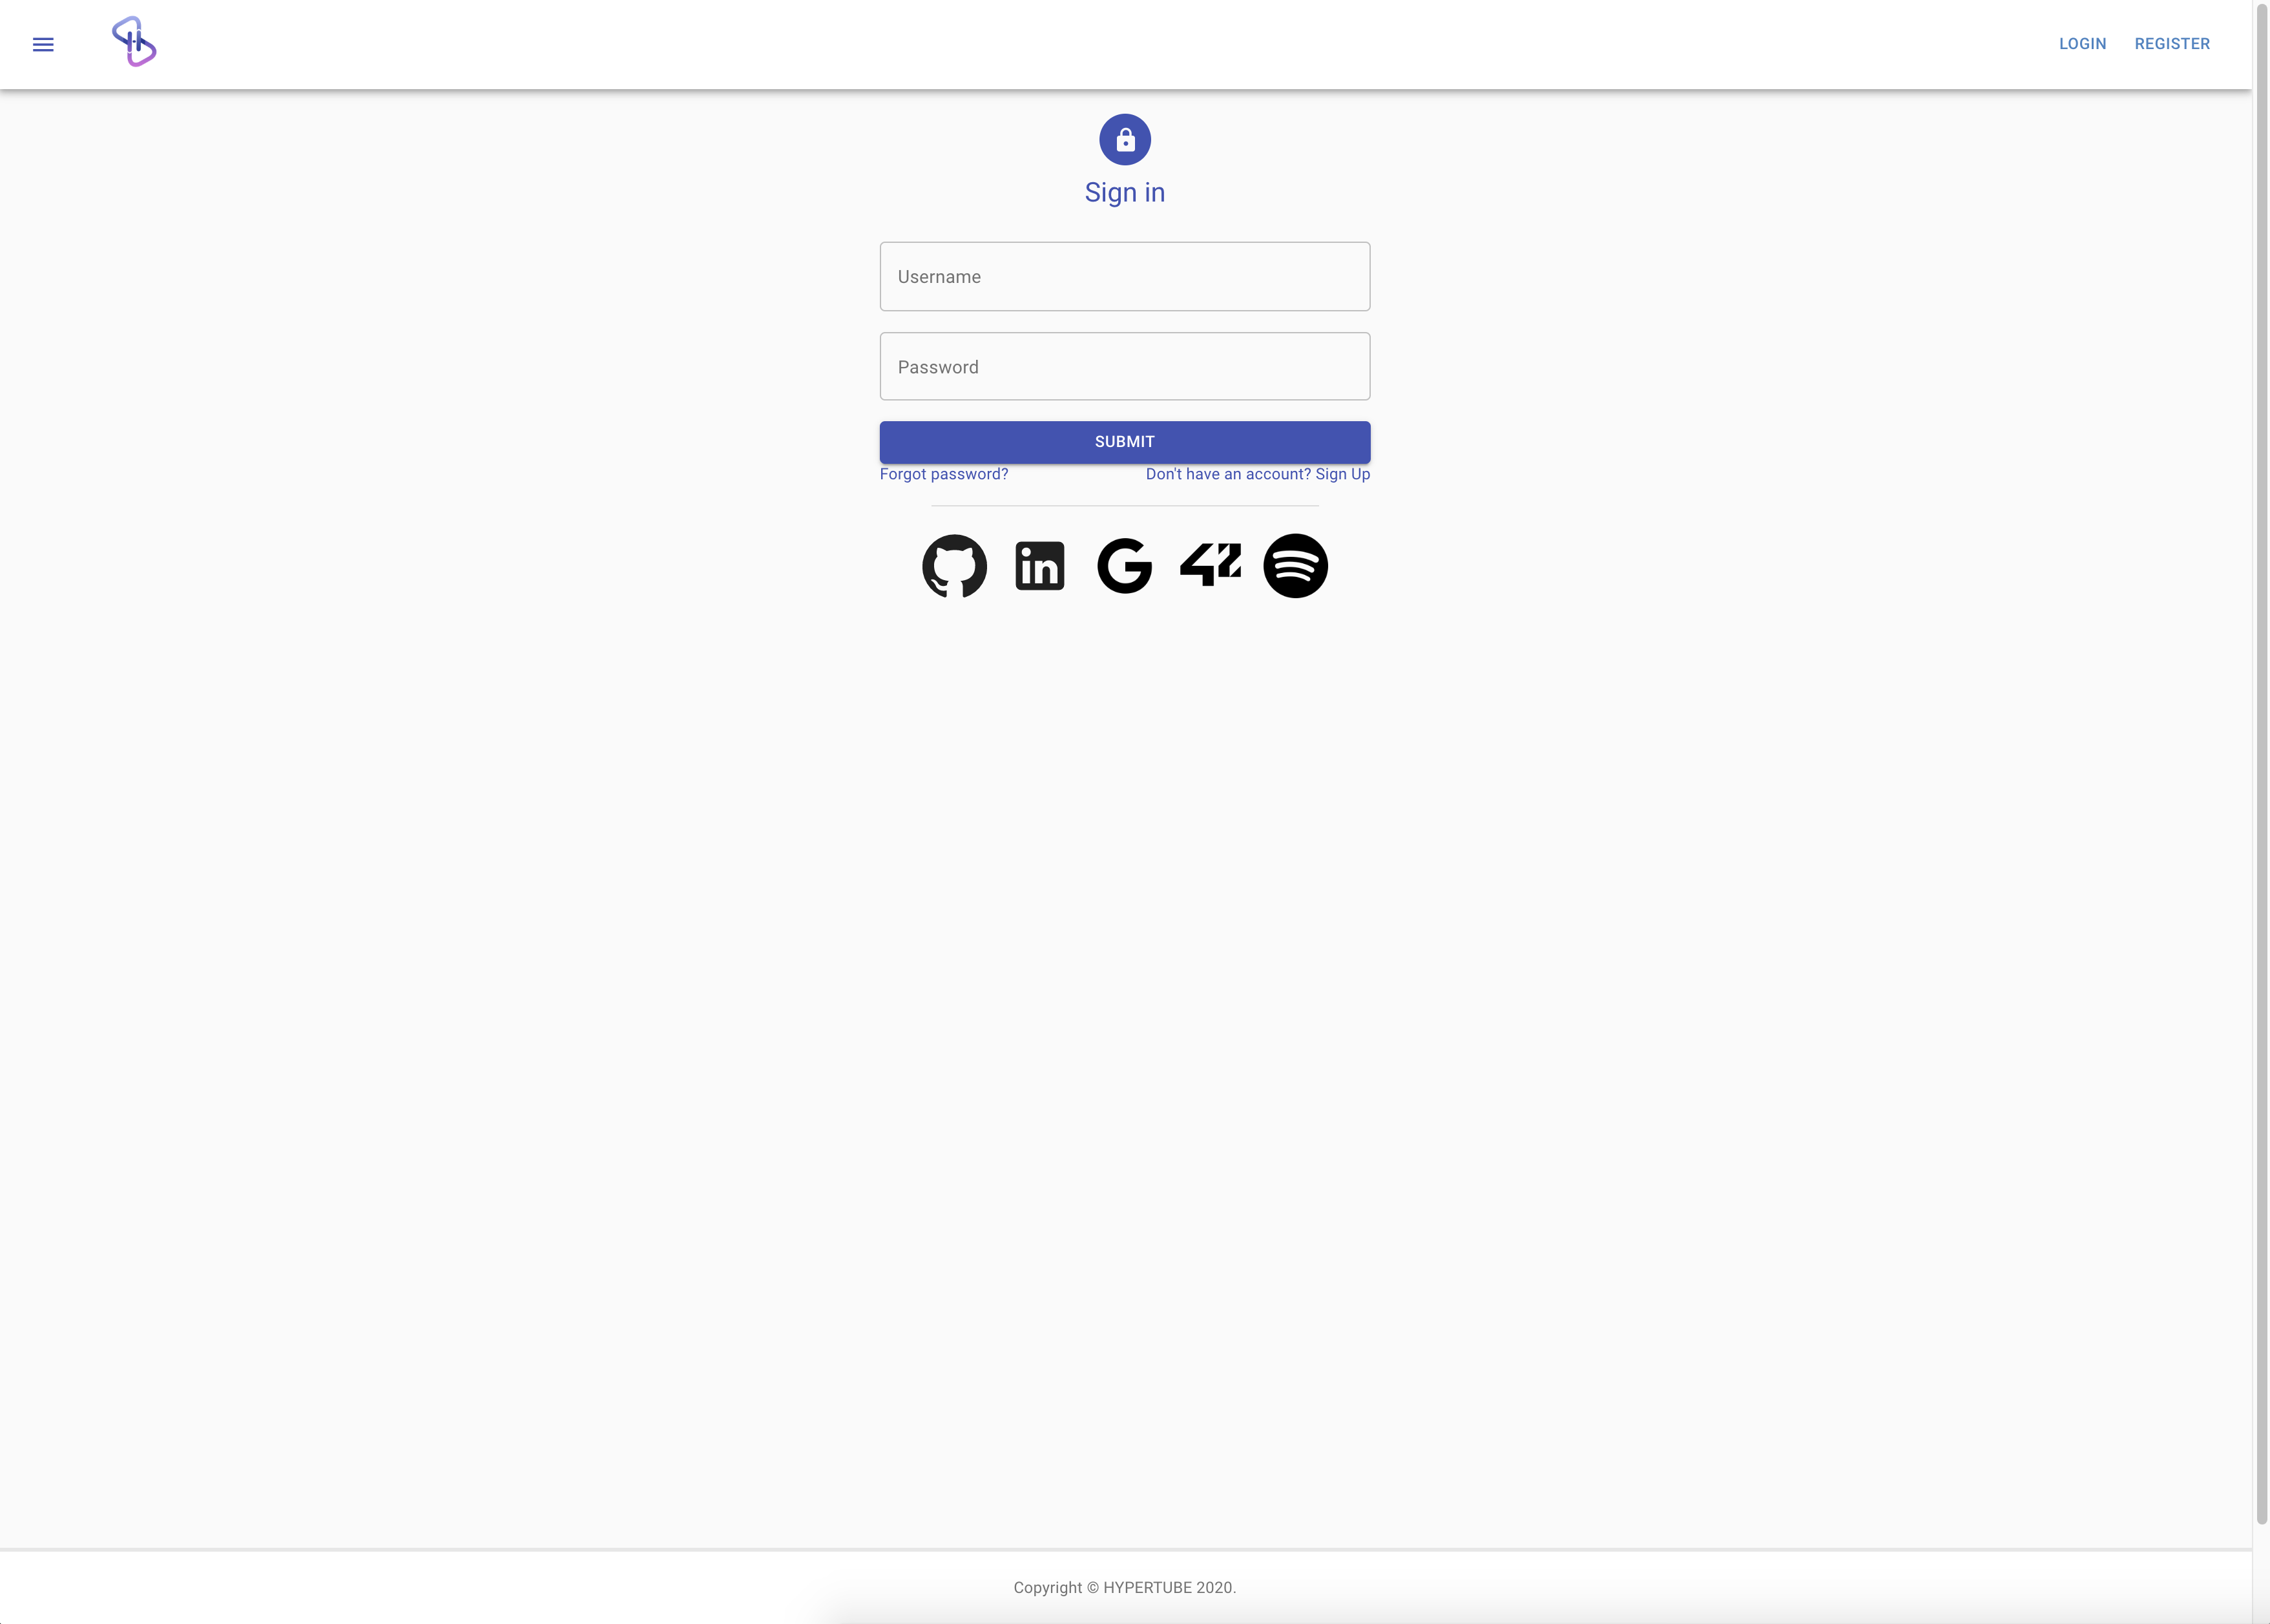 LOGIN REGISTER
Sign in
Username
Password
SUBMIT
Forgot password? Don't have an account? Sign Up
in G 42
Copyright © HYPERTUBE 2020.